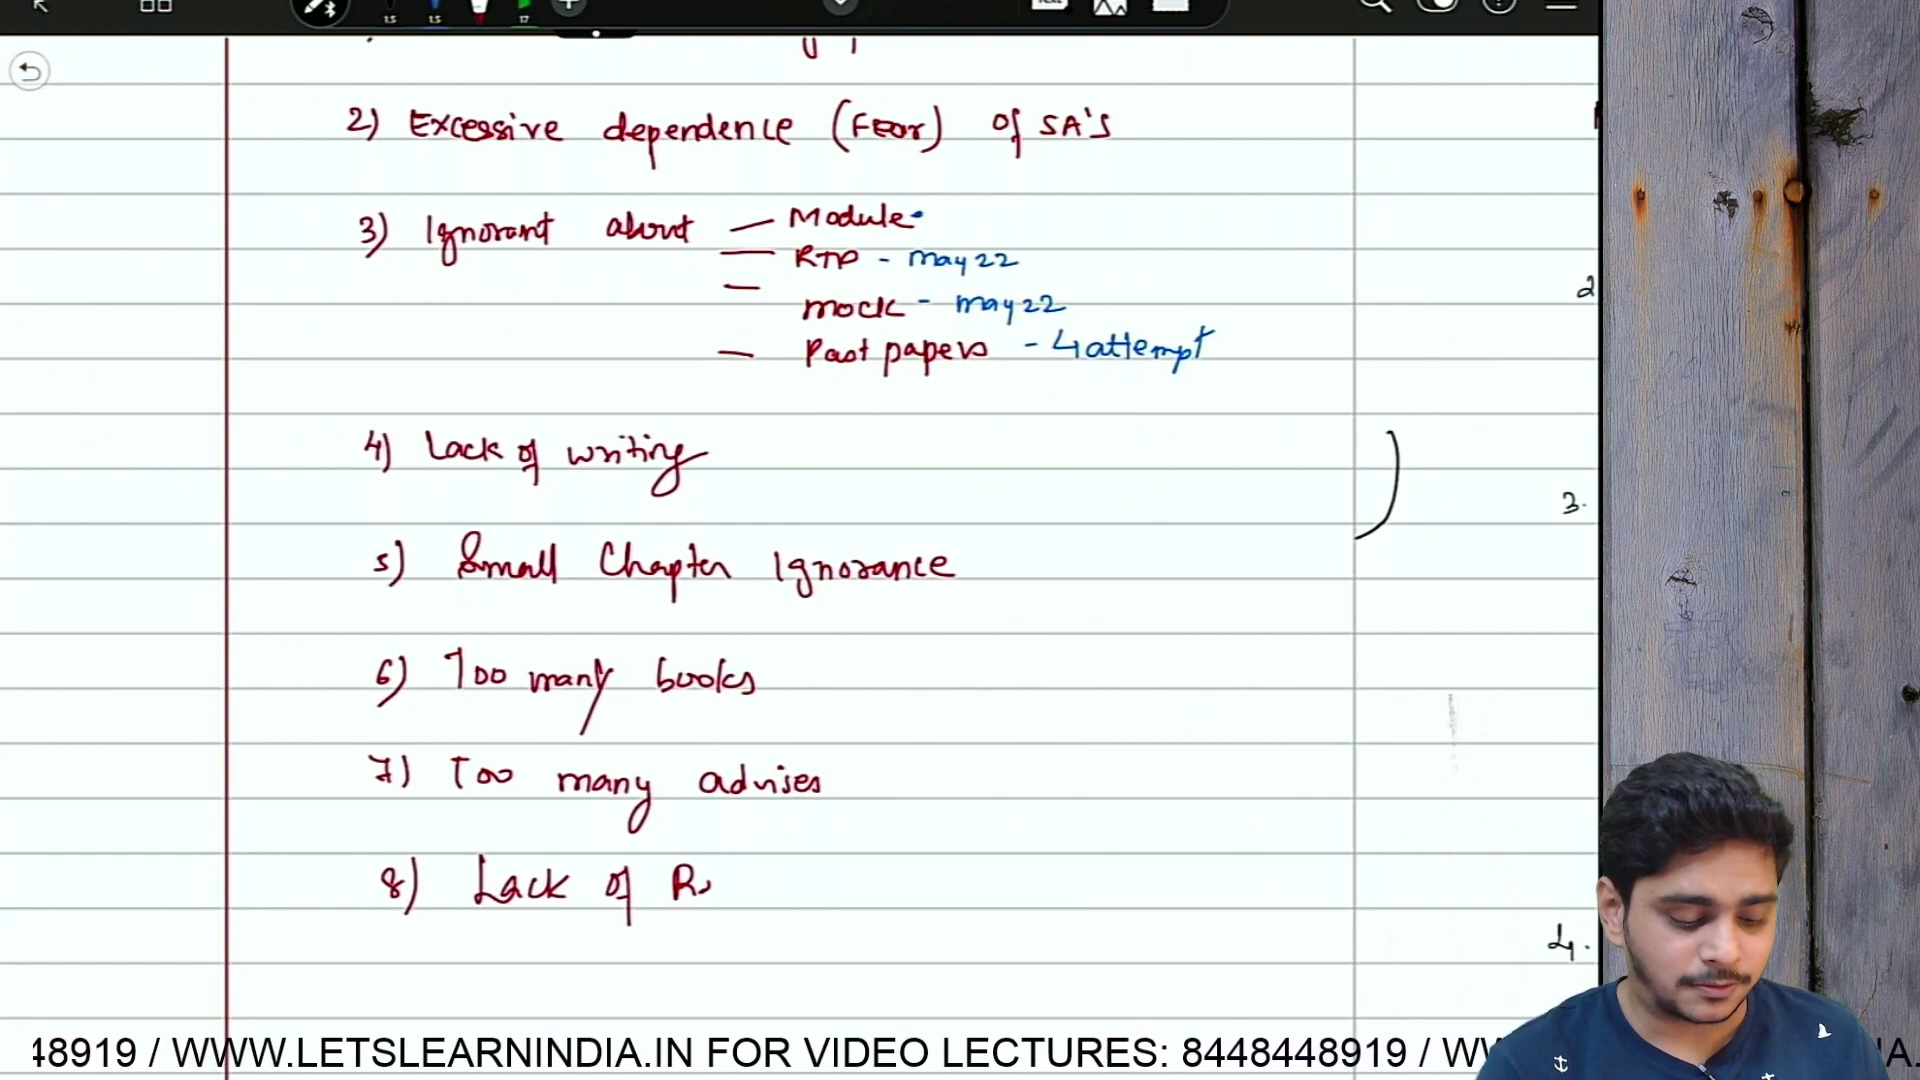 2) Excessive dependence (Fear) of SA's
3) Ignorant about — Module
— RTP - may 22
— mock - may 22
— Past papers - 4 attempt
4) Lack of writing
5) Small Chapter Ignorance
6) Too many books
7) Too many advises
8) Lack of R
2
3.
4.
48919 / WWW.LETSLEARNINDIA.IN FOR VIDEO LECTURES: 8448448919 / WW